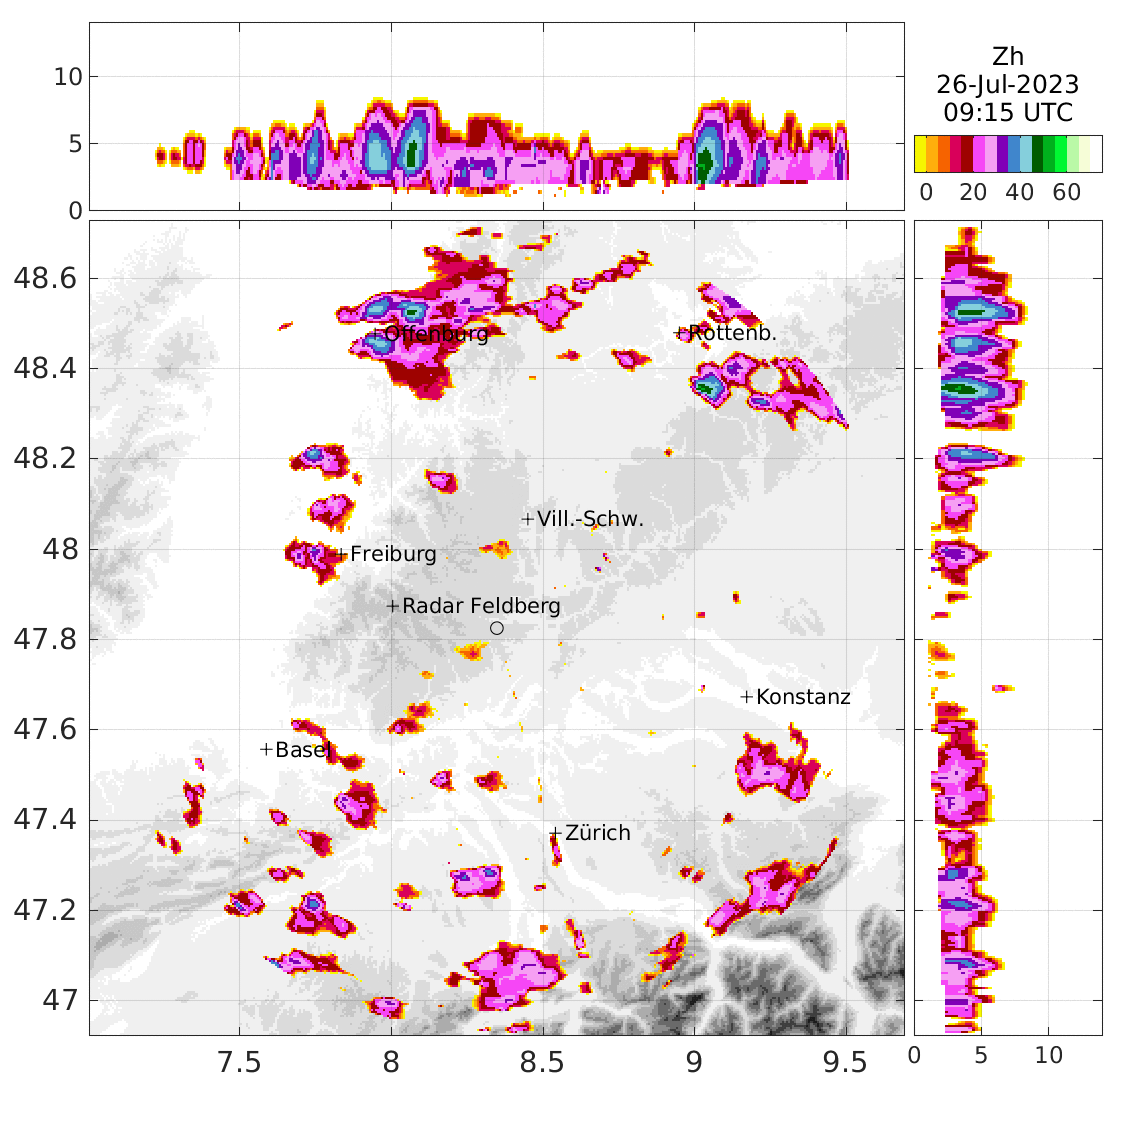 10
5
0
Zh
26-Jul-2023
09:15 UTC
0 20 40 60
48.6
48.4
48.2
48
47.8
47.6
47.4
47.2
47
+Offenburg
+Rottenb.
+Vill.-Schw.
+Freiburg
+Radar Feldberg
+Konstanz
+Basel
+Zürich
7.5 8 8.5 9 9.5
0 5 10